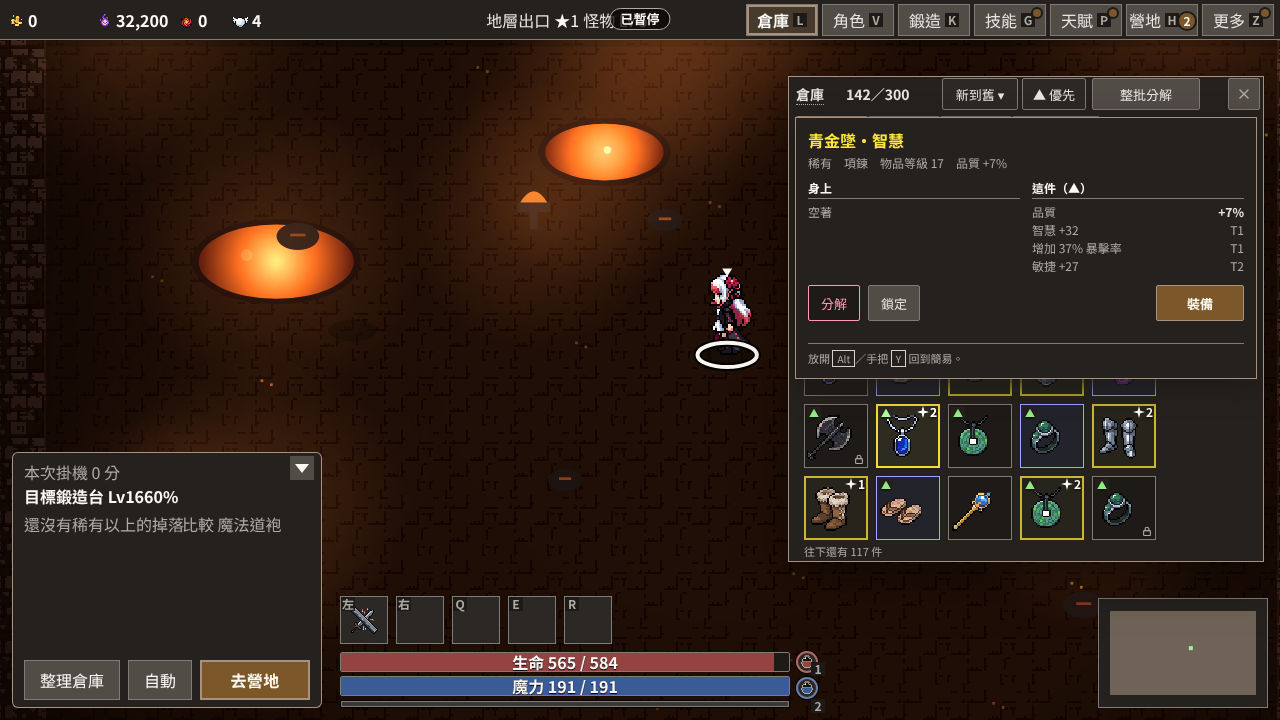 0
32,200
0
4
地層出口 ★1 怪物
已暫停
倉庫 L
角色 V
鍛造 K
技能 G
天賦 P
營地 H 2
更多 Z
倉庫 142／300
新到舊 ▾
▲優先
整批分解
×
青金墜・智慧
稀有 項鍊 物品等級 17 品質 +7%
身上
空著
這件（▲）
品質 +7%
智慧 +32 T1
增加 37% 暴擊率 T1
敏捷 +27 T2
分解
鎖定
裝備
放開 Alt ／手把 Y 回到簡易。
+2
+2
+1
+2
往下還有 117 件
本次掛機 0 分
目標鍛造台 Lv1660%
還沒有稀有以上的掉落比較 魔法道袍
整理倉庫
自動
去營地
左
右
Q
E
R
生命 565 / 584
魔力 191 / 191
1
2